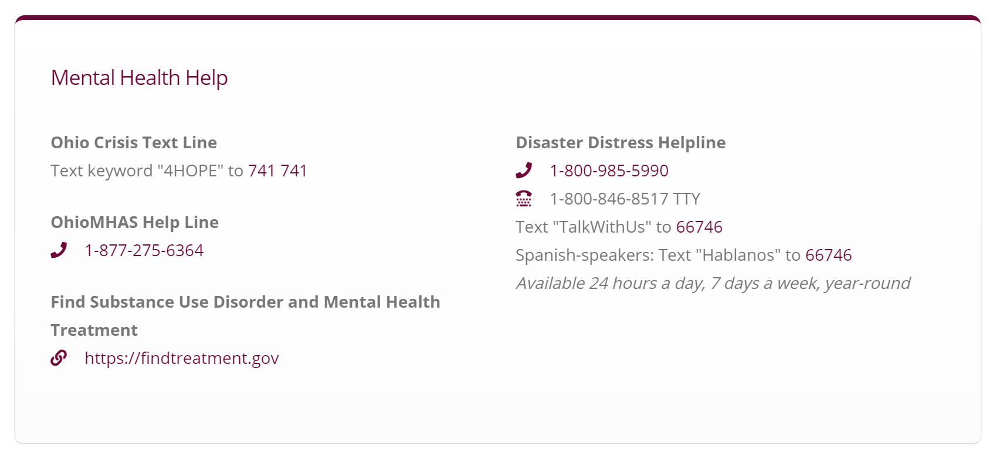 Mental Health Help
Ohio Crisis Text Line
Text keyword "4HOPE" to 741 741
OhioMHAS Help Line
1-877-275-6364
Find Substance Use Disorder and Mental Health
Treatment
https://findtreatment.gov
Disaster Distress Helpline
1-800-985-5990
1-800-846-8517 TTY
Text "TalkWithUs" to 66746
Spanish-speakers: Text "Hablanos" to 66746
Available 24 hours a day, 7 days a week, year-round